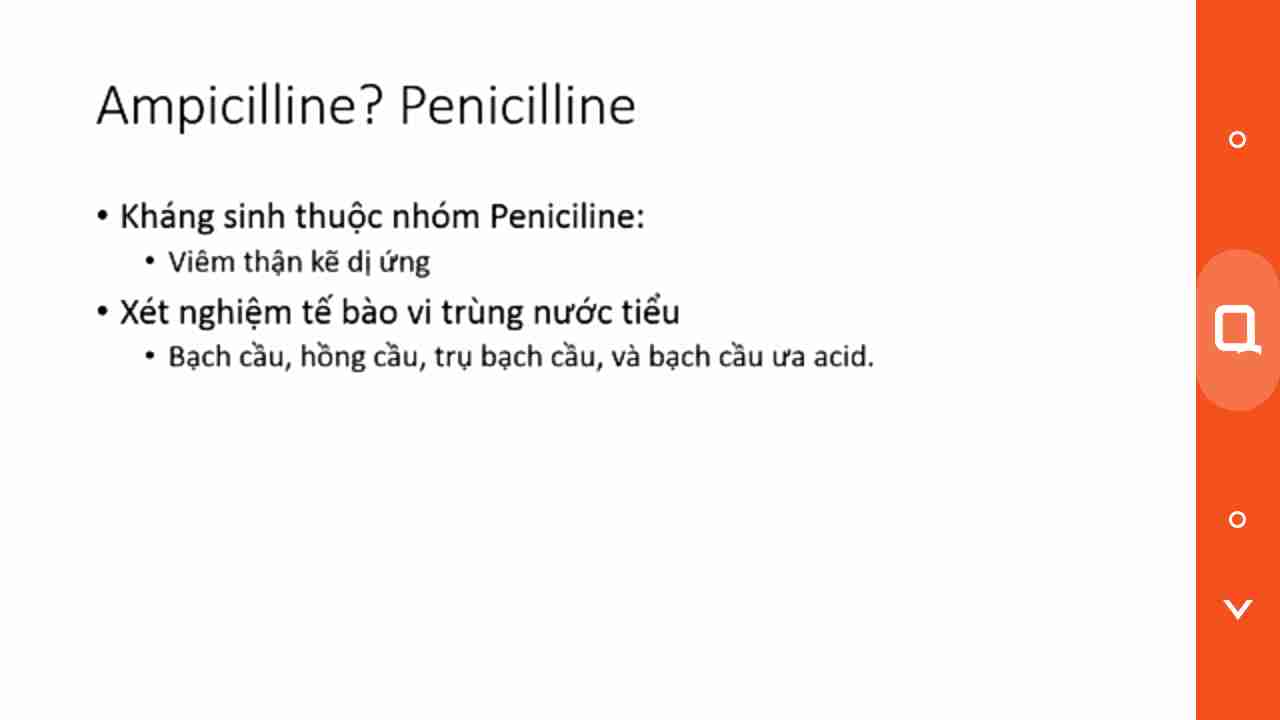 Ampicilline? Penicilline
• Kháng sinh thuộc nhóm Peniciline:
• Viêm thận kẽ dị ứng
• Xét nghiệm tế bào vi trùng nước tiểu
• Bạch cầu, hồng cầu, trụ bạch cầu, và bạch cầu ưa acid.